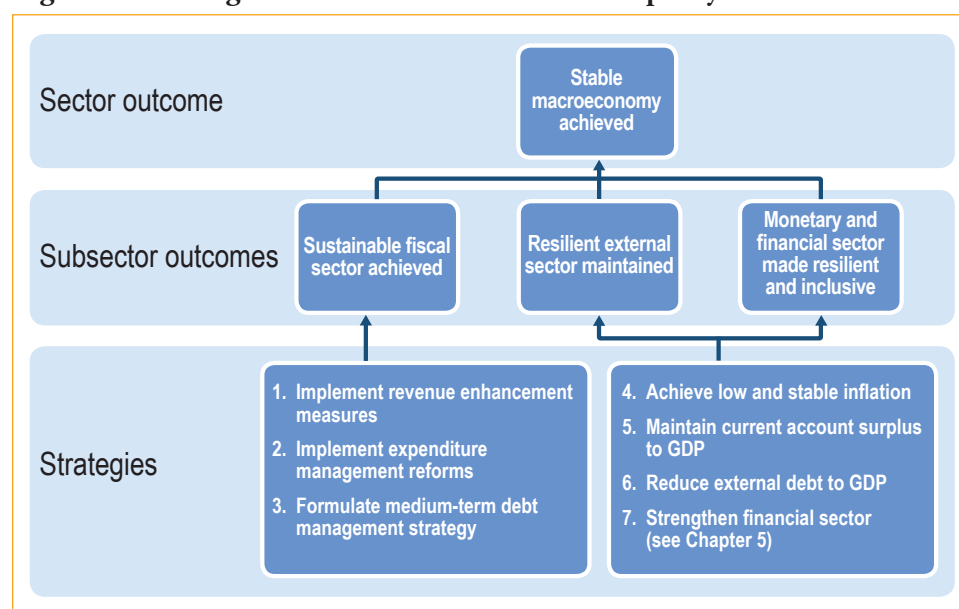 Sector outcome
Stable
macroeconomy
achieved
Subsector outcomes
Sustainable fiscal
sector achieved
Resilient external
sector maintained
Monetary and
financial sector
made resilient
and inclusive
Strategies
1. Implement revenue enhancement
measures
2. Implement expenditure
management reforms
3. Formulate medium-term debt
management strategy
4. Achieve low and stable inflation
5. Maintain current account surplus
to GDP
6. Reduce external debt to GDP
7. Strengthen financial sector
(see Chapter 5)